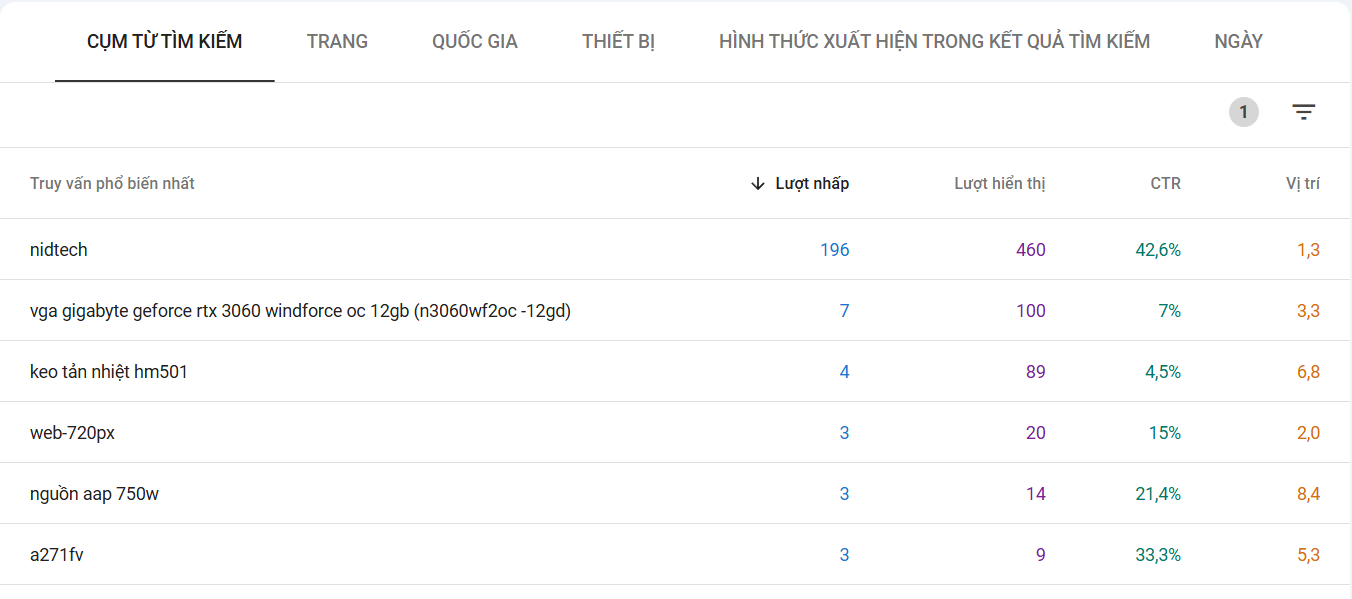 CỤM TỪ TÌM KIẾM TRANG QUỐC GIA THIẾT BỊ HÌNH THỨC XUẤT HIỆN TRONG KẾT QUẢ TÌM KIẾM NGÀY
1
Truy vấn phổ biến nhất Lượt nhấp Lượt hiển thị CTR Vị trí
nidtech 196 460 42,6% 1,3
vga gigabyte geforce rtx 3060 windforce oc 12gb (n3060wf2oc -12gd) 7 100 7% 3,3
keo tản nhiệt hm501 4 89 4,5% 6,8
web-720px 3 20 15% 2,0
nguồn aap 750w 3 14 21,4% 8,4
a271fv 3 9 33,3% 5,3